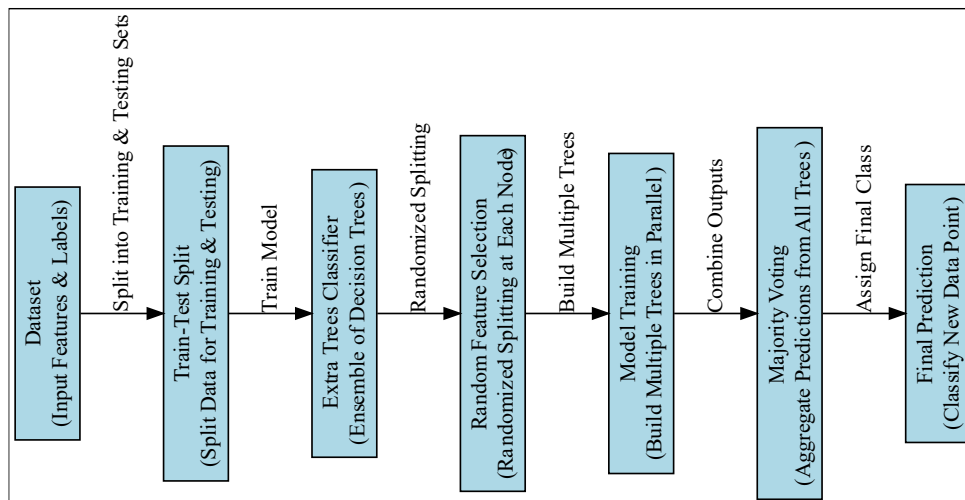 Dataset
(Input Features & Labels)
Split into Training & Testing Sets
Train-Test Split
(Split Data for Training & Testing)
Train Model
Extra Trees Classifier
(Ensemble of Decision Trees)
Randomized Splitting
Random Feature Selection
(Randomized Splitting at Each Node)
Build Multiple Trees
Model Training
(Build Multiple Trees in Parallel)
Combine Outputs
Majority Voting
(Aggregate Predictions from All Trees)
Assign Final Class
Final Prediction
(Classify New Data Point)